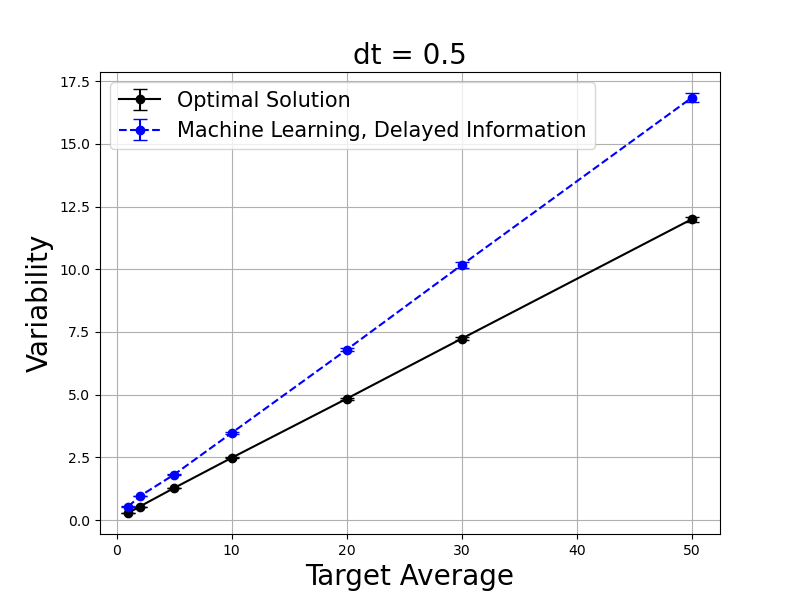 dt = 0.5
Optimal Solution
Machine Learning, Delayed Information
Variability
17.5
15.0
12.5
10.0
7.5
5.0
2.5
0.0
0 10 20 30 40 50
Target Average